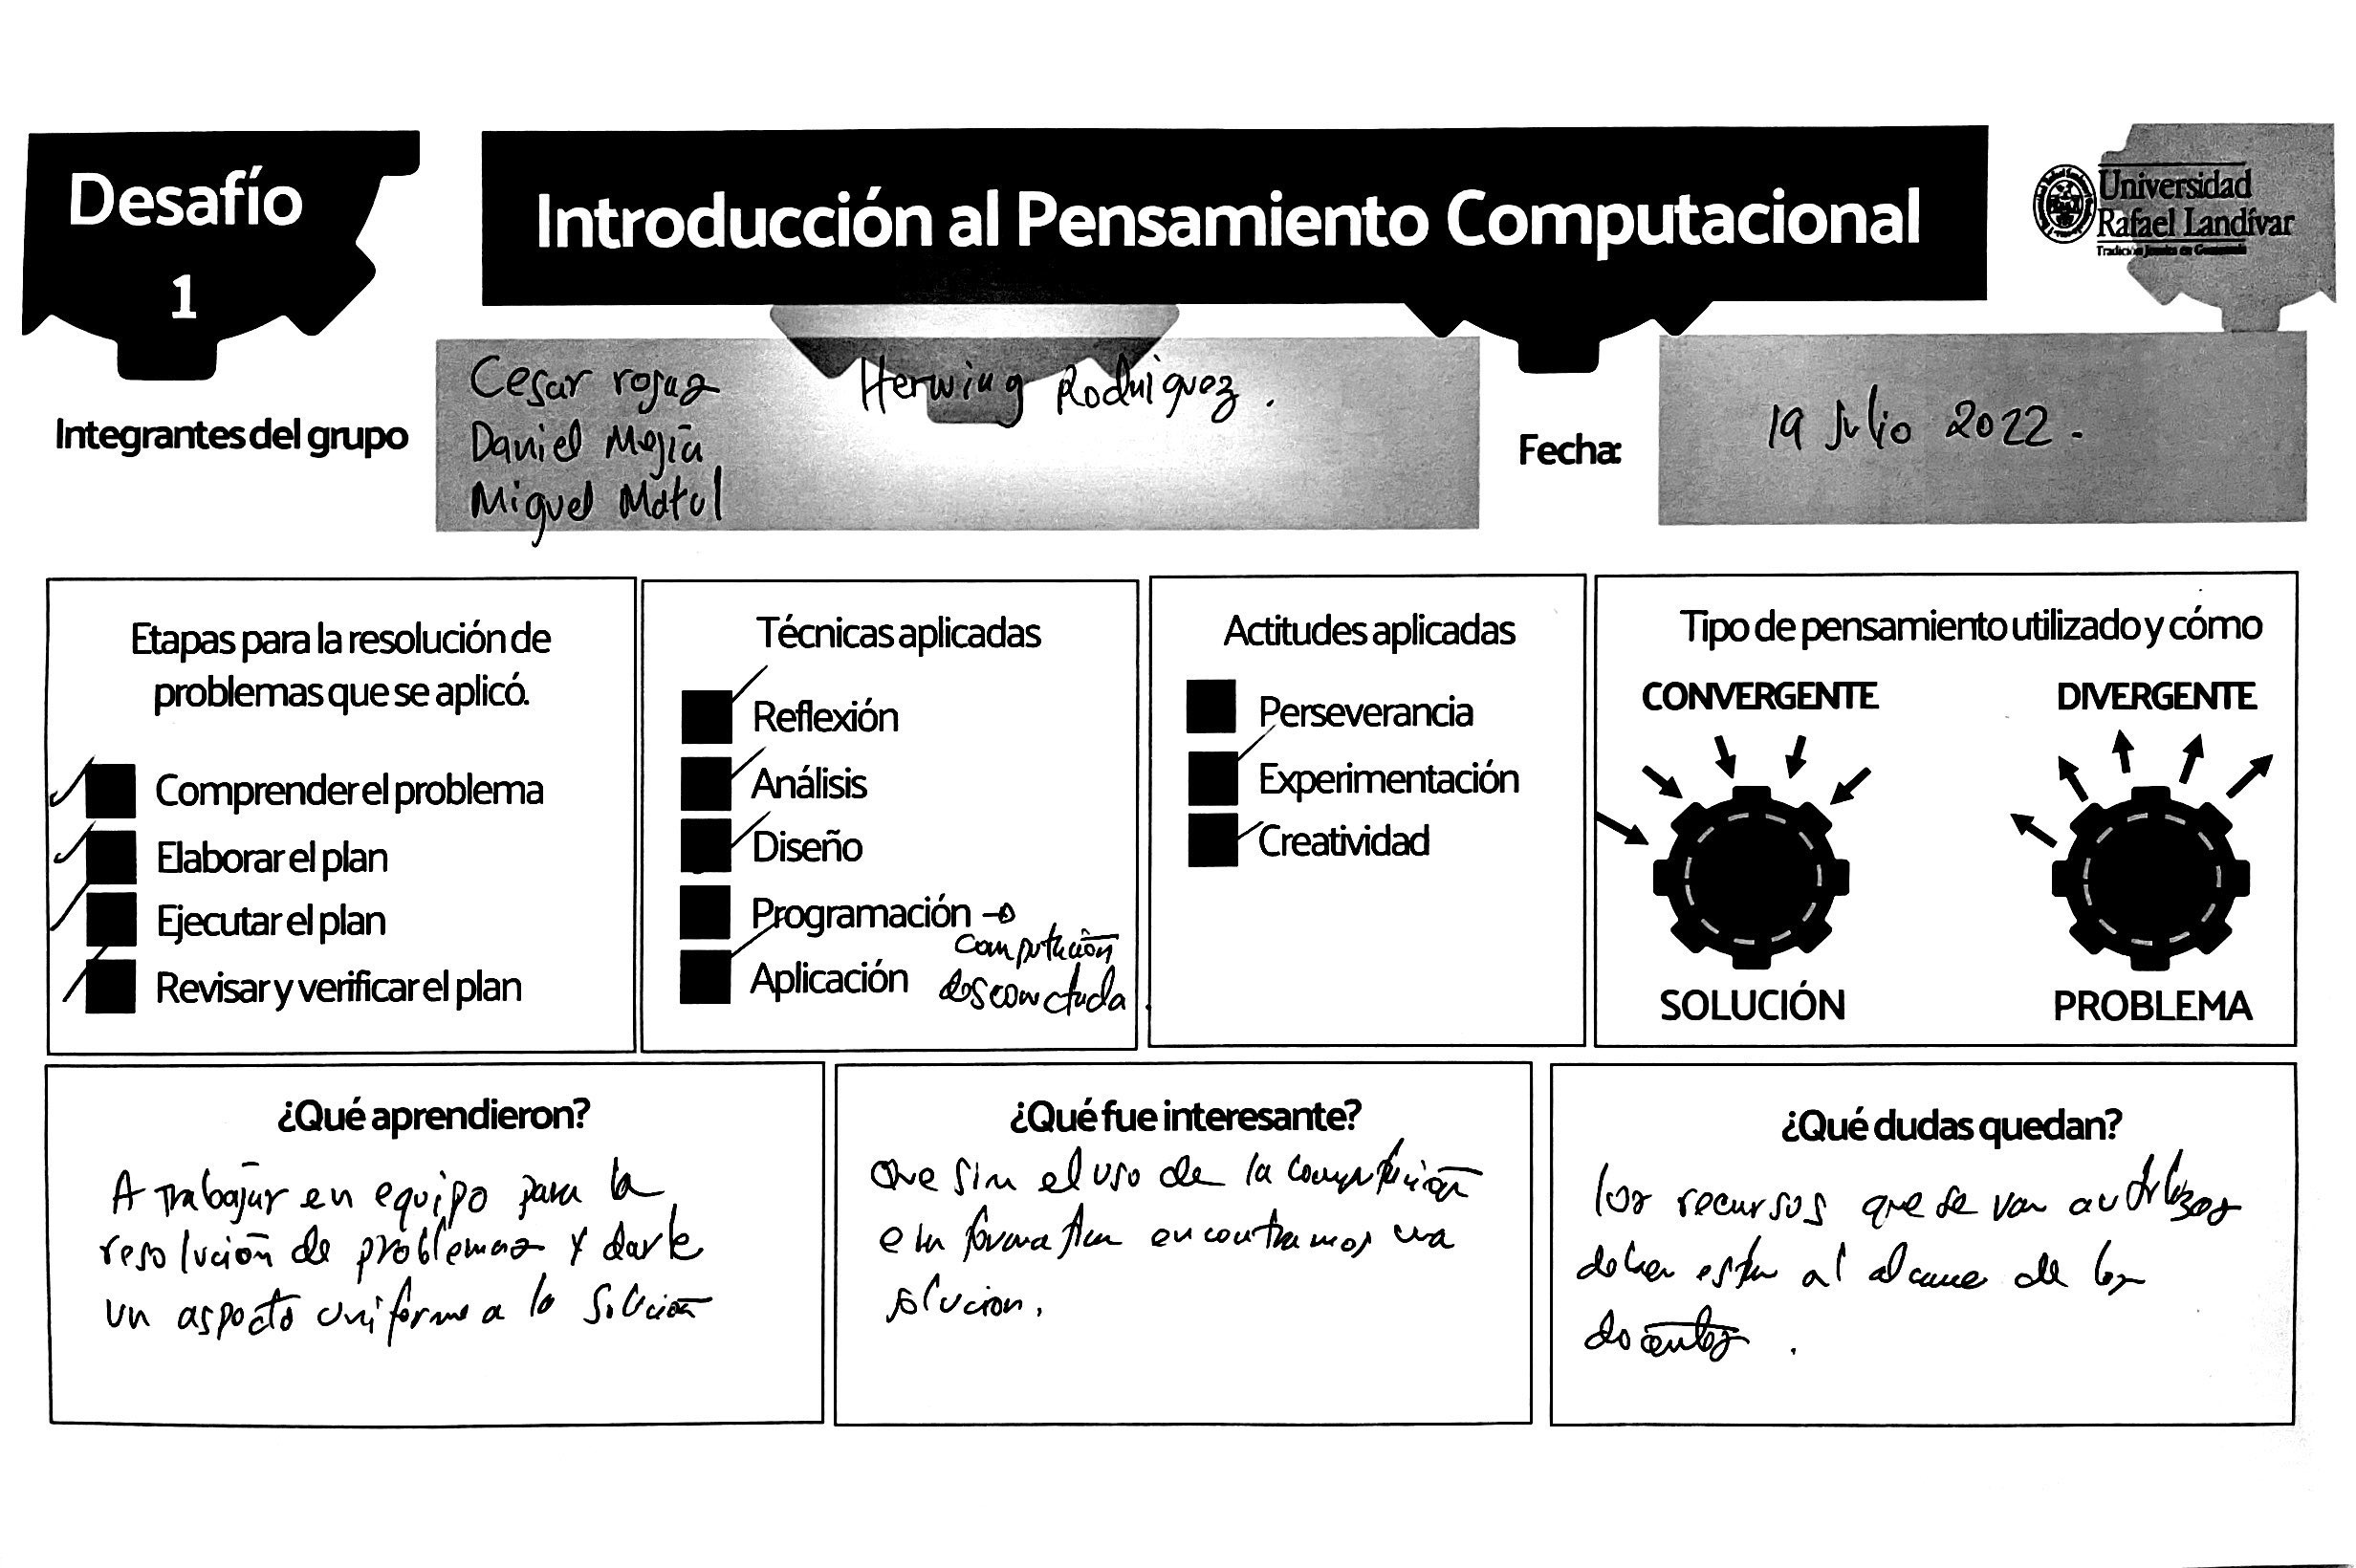 Desafío
1
Introducción al Pensamiento Computacional
Universidad
Rafael Landívar
Tradición Jesuita en Guatemala
Integrantes del grupo
Cesar rojas
Daniel Mejía
Miguel Matul
Herwing Rodriguez.
Fecha:
19 Julio 2022.
Etapas para la resolución de
problemas que se aplicó.
Comprender el problema
Elaborar el plan
Ejecutar el plan
Revisar y verificar el plan
Técnicas aplicadas
Reflexión
Análisis
Diseño
Programación →
computación
desconectada.
Aplicación
Actitudes aplicadas
Perseverancia
Experimentación
Creatividad
Tipo de pensamiento utilizado y cómo
CONVERGENTE
DIVERGENTE
SOLUCIÓN
PROBLEMA
¿Qué aprendieron?
A trabajar en equipo para la
resolución de problemas y darle
un aspecto uniforme a la solución
¿Qué fue interesante?
Que sin el uso de la computación
e informatica encontramos una
solucion.
¿Qué dudas quedan?
los recursos que se van a utilizar
deben estar al alcance de los
docentes.